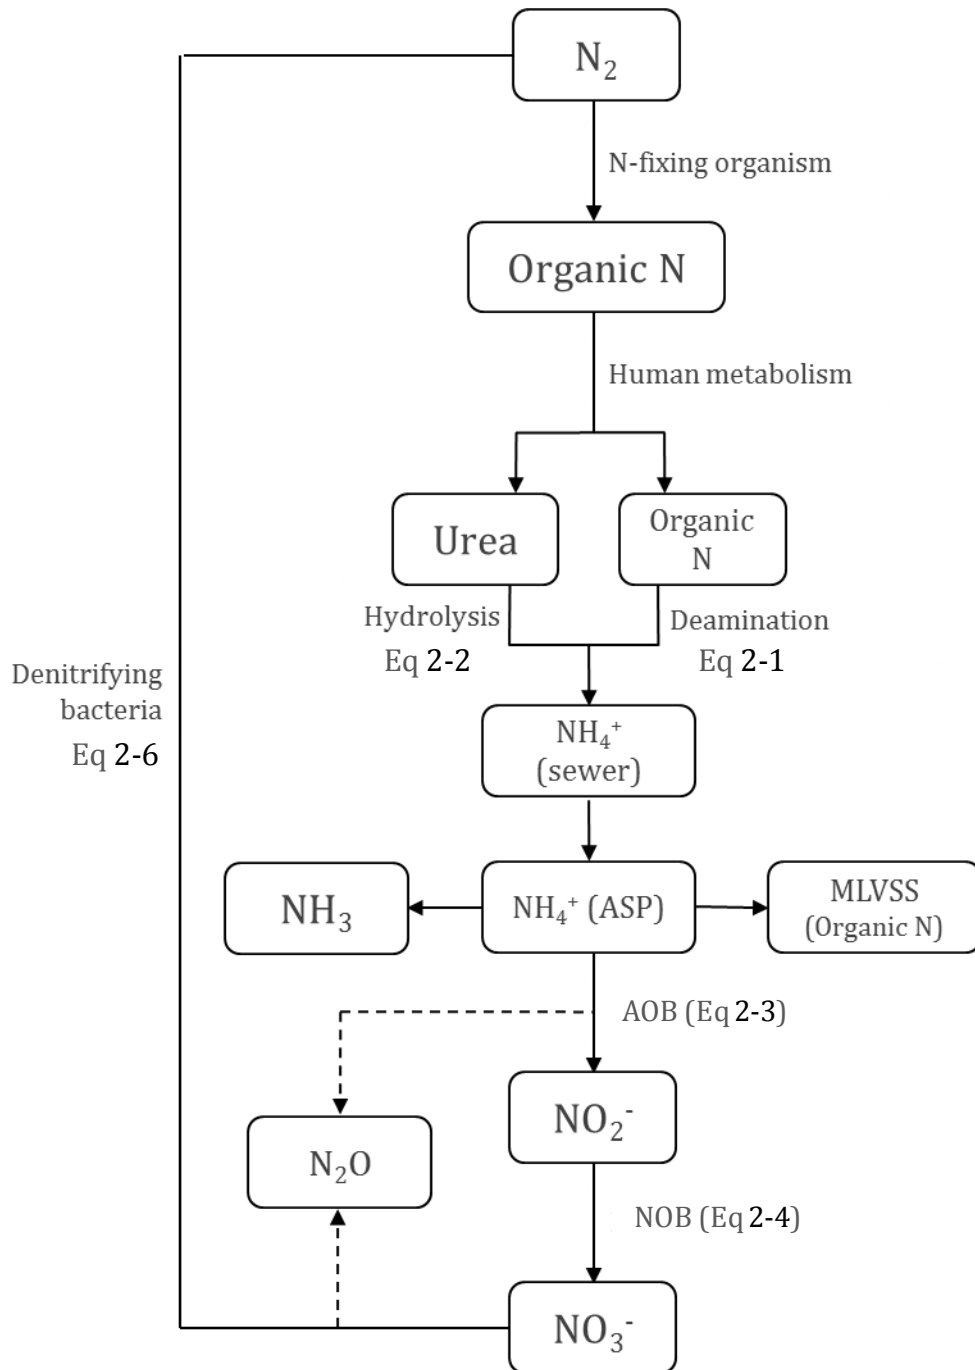 N₂
N-fixing organism
Organic N
Human metabolism
Urea
Organic
N
Hydrolysis
Eq 2-2
Deamination
Eq 2-1
Denitrifying
bacteria
Eq 2-6
NH₄⁺
(sewer)
NH₃
NH₄⁺ (ASP)
MLVSS
(Organic N)
AOB (Eq 2-3)
NO₂⁻
N₂O
NOB (Eq 2-4)
NO₃⁻